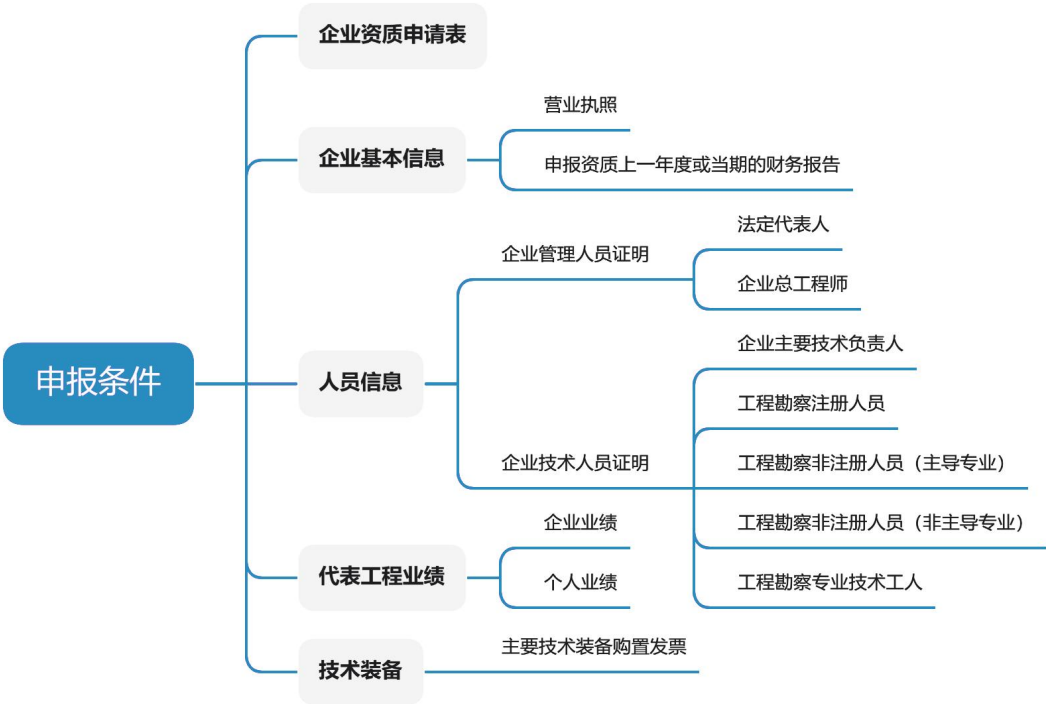 申报条件
企业资质申请表
企业基本信息
营业执照
申报资质上一年度或当期的财务报告
人员信息
企业管理人员证明
法定代表人
企业总工程师
企业技术人员证明
企业主要技术负责人
工程勘察注册人员
工程勘察非注册人员（主导专业）
工程勘察非注册人员（非主导专业）
工程勘察专业技术工人
代表工程业绩
企业业绩
个人业绩
技术装备
主要技术装备购置发票